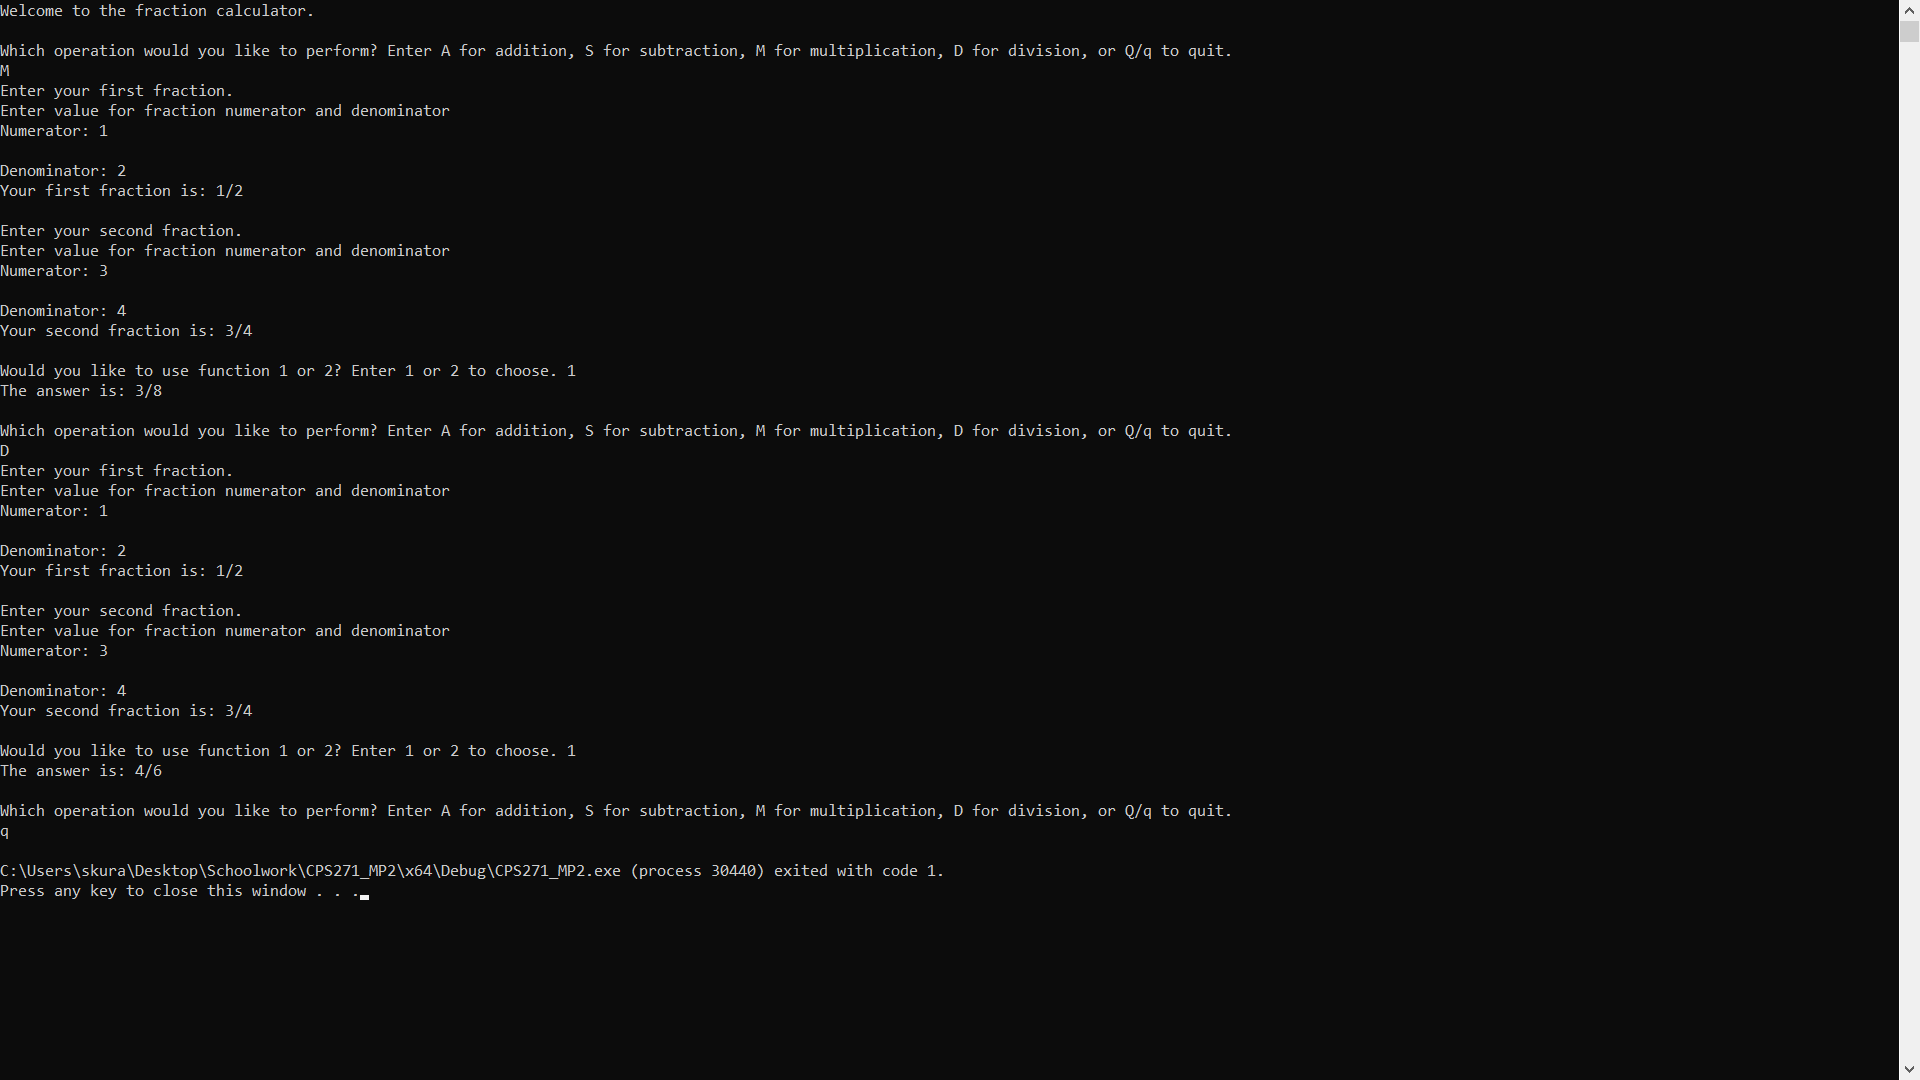 Welcome to the fraction calculator.
Which operation would you like to perform? Enter A for addition, S for subtraction, M for multiplication, D for division, or Q/q to quit.
M
Enter your first fraction.
Enter value for fraction numerator and denominator
Numerator: 1
Denominator: 2
Your first fraction is: 1/2
Enter your second fraction.
Enter value for fraction numerator and denominator
Numerator: 3
Denominator: 4
Your second fraction is: 3/4
Would you like to use function 1 or 2? Enter 1 or 2 to choose. 1
The answer is: 3/8
Which operation would you like to perform? Enter A for addition, S for subtraction, M for multiplication, D for division, or Q/q to quit.
D
Enter your first fraction.
Enter value for fraction numerator and denominator
Numerator: 1
Denominator: 2
Your first fraction is: 1/2
Enter your second fraction.
Enter value for fraction numerator and denominator
Numerator: 3
Denominator: 4
Your second fraction is: 3/4
Would you like to use function 1 or 2? Enter 1 or 2 to choose. 1
The answer is: 4/6
Which operation would you like to perform? Enter A for addition, S for subtraction, M for multiplication, D for division, or Q/q to quit.
q
C:\Users\skura\Desktop\Schoolwork\CPS271_MP2\x64\Debug\CPS271_MP2.exe (process 30440) exited with code 1.
Press any key to close this window . . .